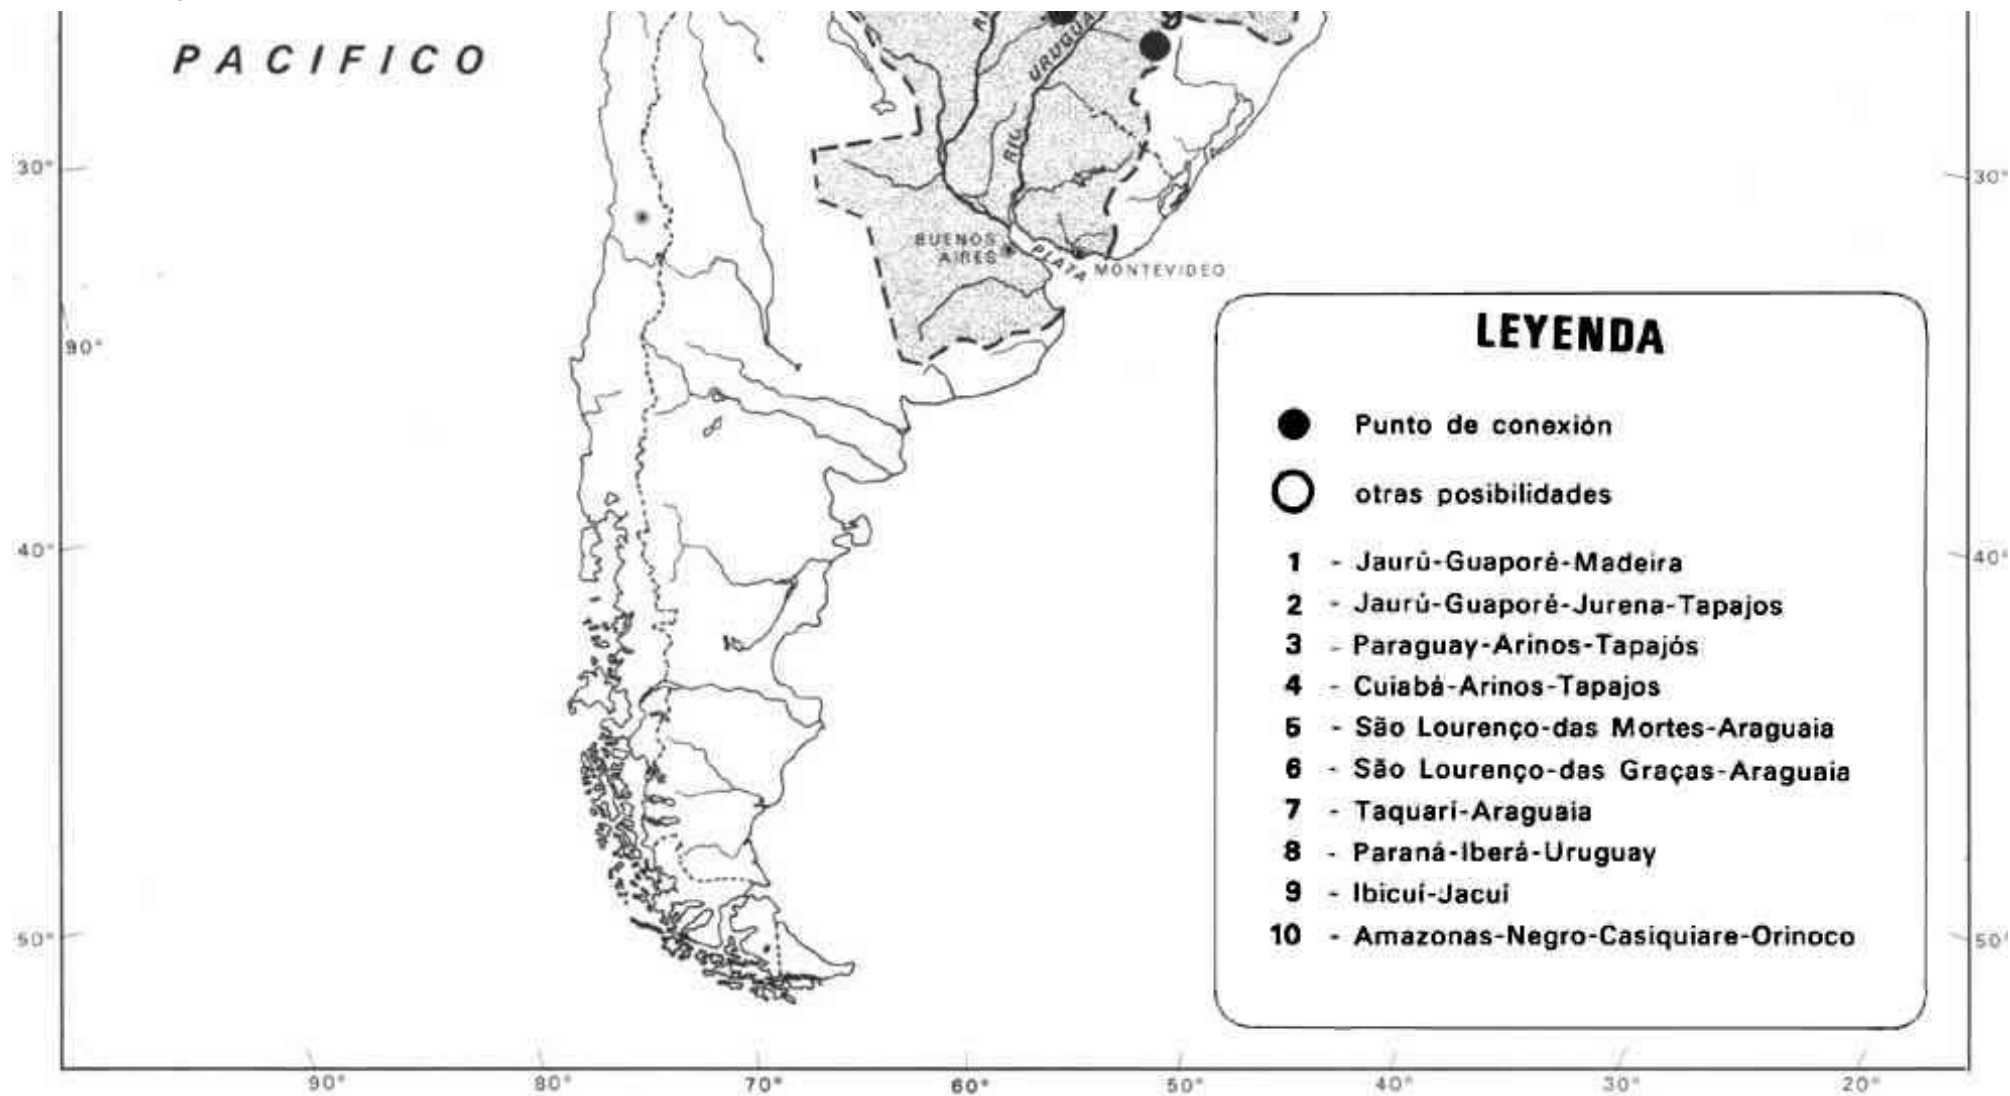 PACIFICO
URUGUA
9
30°
RIO
30°
BUENOS
AIRES
PLATA
MONTEVIDEO
90°
LEYENDA
Punto de conexión
otras posibilidades
40°
40°
1 - Jaurú-Guaporé-Madeira
2 - Jaurú-Guaporé-Jurena-Tapajos
3 - Paraguay-Arinos-Tapajós
4 - Cuiabá-Arinos-Tapajos
5 - São Lourenço-das Mortes-Araguaia
6 - São Lourenço-das Graças-Araguaia
7 - Taquari-Araguaia
8 - Paraná-Iberá-Uruguay
9 - Ibicuí-Jacuí
10 - Amazonas-Negro-Casiquiare-Orinoco
50°
50°
90° 80° 70° 60° 50° 40° 30° 20°